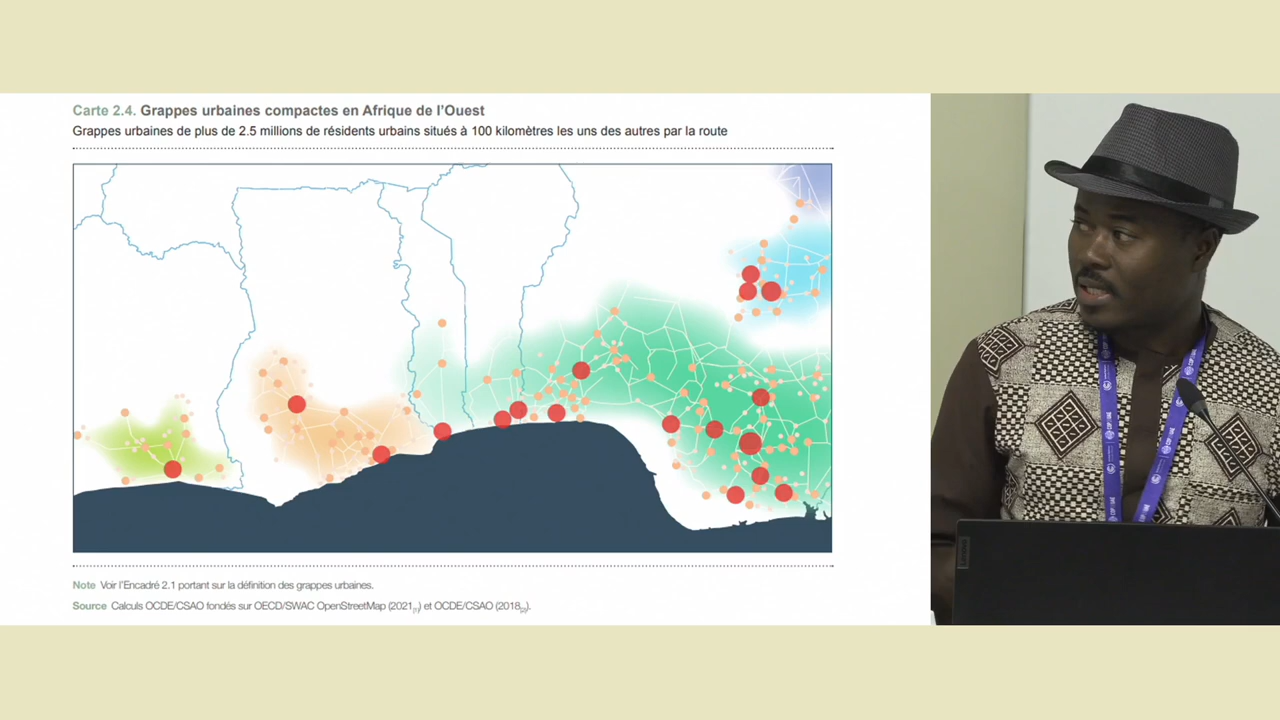 Carte 2.4. Grappes urbaines compactes en Afrique de l'Ouest
Grappes urbaines de plus de 2.5 millions de résidents urbains situés à 100 kilomètres les uns des autres par la route
Note Voir l'Encadré 2.1 portant sur la définition des grappes urbaines.
Source Calculs OCDE/CSAO fondés sur OECD/SWAC OpenStreetMap (2021[1]) et OCDE/CSAO (2018[2]).